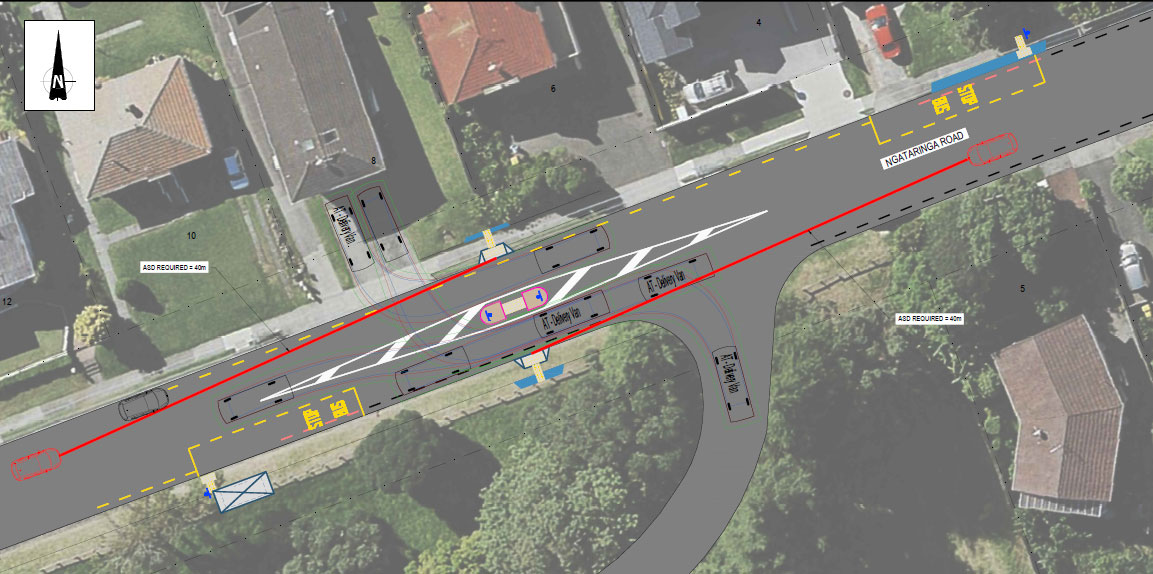 N
4
6
8
10
12
5
NGATARINGA ROAD
BUS
STOP
ASD REQUIRED = 40m
ASD REQUIRED = 40m
AT - Delivery Van
AT - Delivery Van
AT - Delivery Van
AT - Delivery Van
BUS
STOP